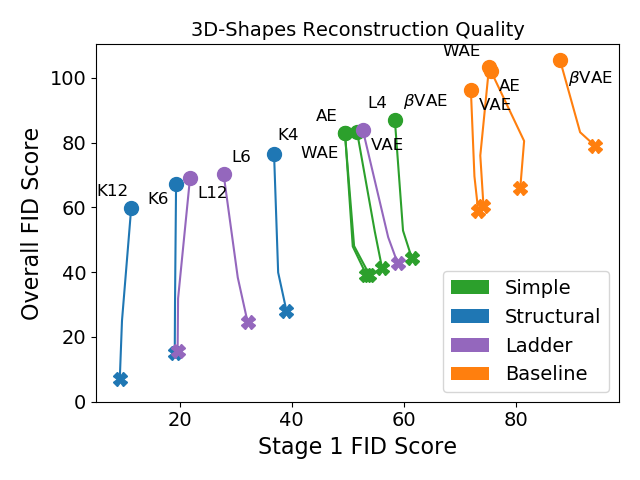 3D-Shapes Reconstruction Quality
Overall FID Score
100
80
60
40
20
0
WAE
AE
βVAE
VAE
L4
βVAE
AE
VAE
WAE
K4
L6
K12
K6
L12
Simple
Structural
Ladder
Baseline
20
40
60
80
Stage 1 FID Score